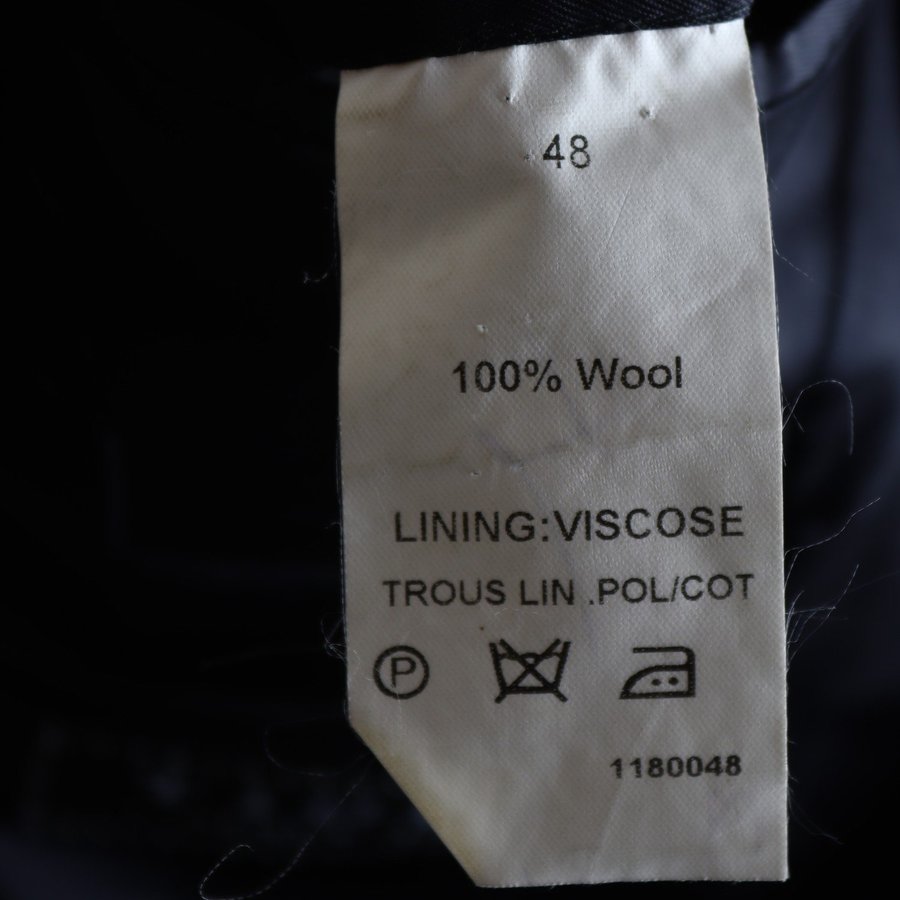 48
100% Wool
LINING:VISCOSE
TROUS LIN .POL/COT
P
1180048